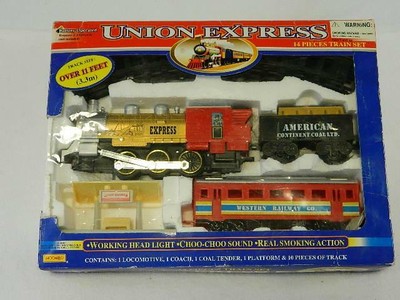 UNION EXPRESS
WARNING:
14 PIECES TRAIN SET
TRACK SIZE:
OVER 11 FEET
(3.3m)
EXPRESS
AMERICAN
CONTINENT COAL LTD.
WESTERN RAILWAY CO.
•WORKING HEAD LIGHT •CHOO-CHOO SOUND •REAL SMOKING ACTION
CONTAINS: 1 LOCOMOTIVE, 1 COACH, 1 COAL TENDER, 1 PLATFORM & 10 PIECES OF TRACK